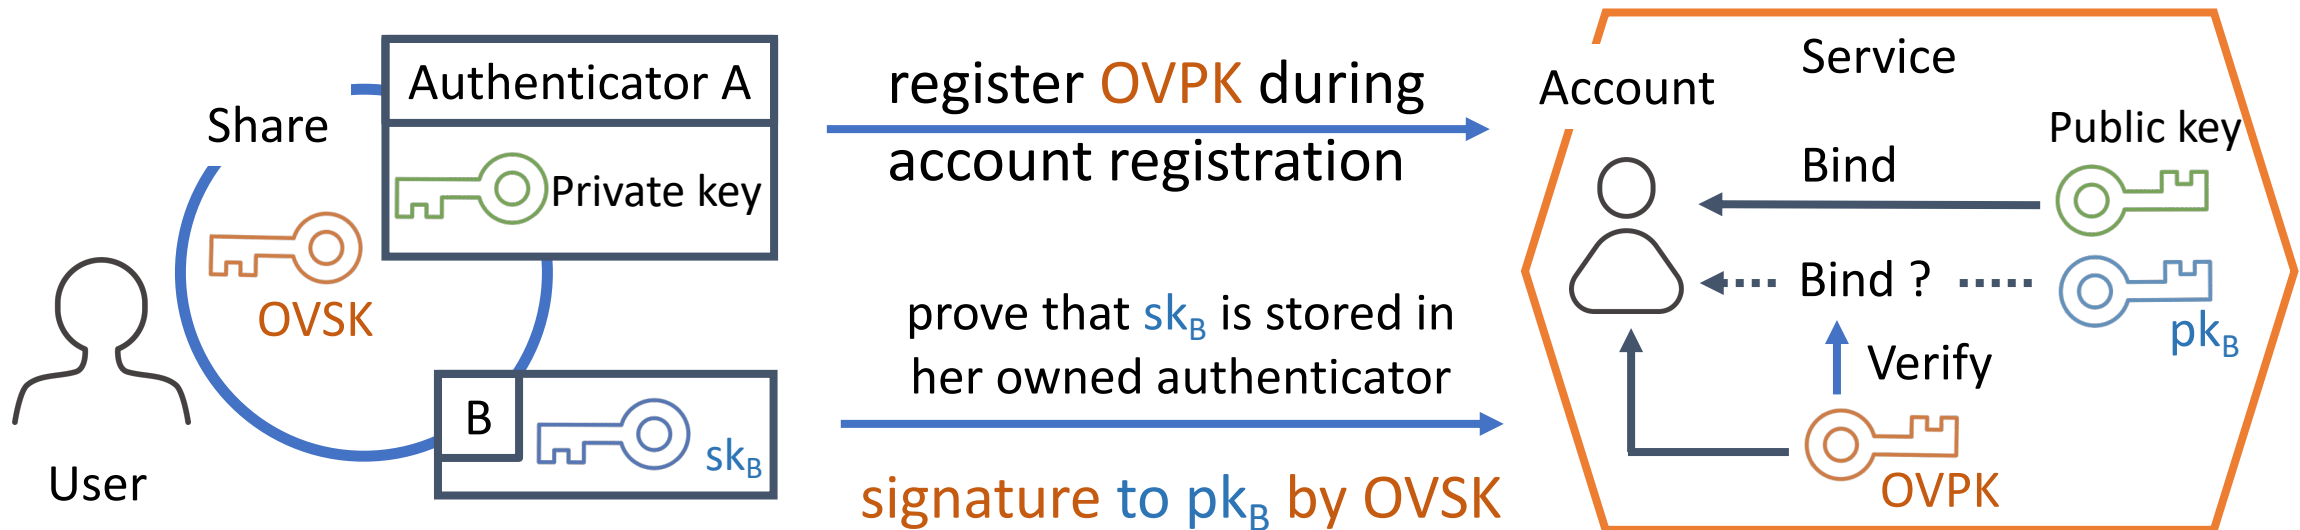 Authenticator A
Share
Private key
OVSK
B
sk_B
User
register OVPK during
account registration
prove that sk_B is stored in
her owned authenticator
signature to pk_B by OVSK
Service
Account
Public key
Bind
Bind ?
pk_B
Verify
OVPK